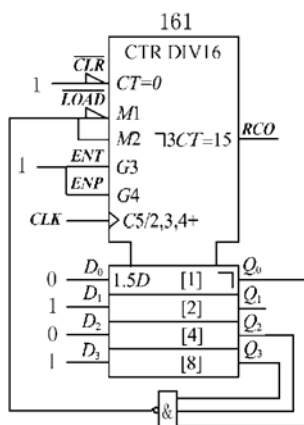 161
CTR DIV16
C̅L̅R̅
1 CT=0
L̅O̅A̅D̅
M1
M2 ⌝3CT=15 RCO
ENT
1 G3
ENP
G4
CLK C5/2,3,4+
D₀ Q₀
0 1.5D [1] ⌝
D₁ Q₁
1 [2]
D₂ Q₂
0 [4]
D₃ Q₃
1 [8]
&